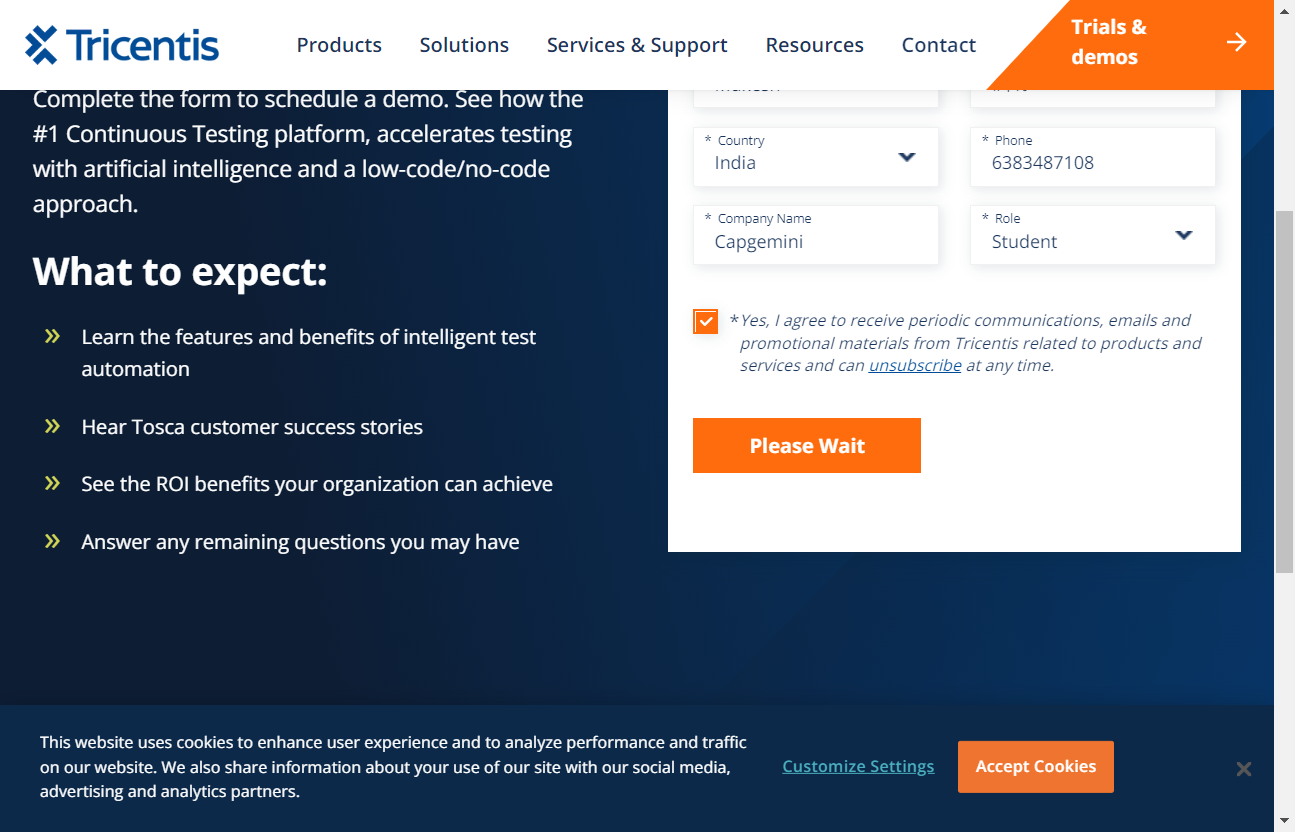 Tricentis
Products
Solutions
Services & Support
Resources
Contact
Trials &
demos
Complete the form to schedule a demo. See how the
#1 Continuous Testing platform, accelerates testing
with artificial intelligence and a low-code/no-code
approach.
What to expect:
Learn the features and benefits of intelligent test
automation
Hear Tosca customer success stories
See the ROI benefits your organization can achieve
Answer any remaining questions you may have
* Country
India
* Phone
6383487108
* Company Name
Capgemini
* Role
Student
*Yes, I agree to receive periodic communications, emails and
promotional materials from Tricentis related to products and
services and can unsubscribe at any time.
Please Wait
This website uses cookies to enhance user experience and to analyze performance and traffic
on our website. We also share information about your use of our site with our social media,
advertising and analytics partners.
Customize Settings
Accept Cookies